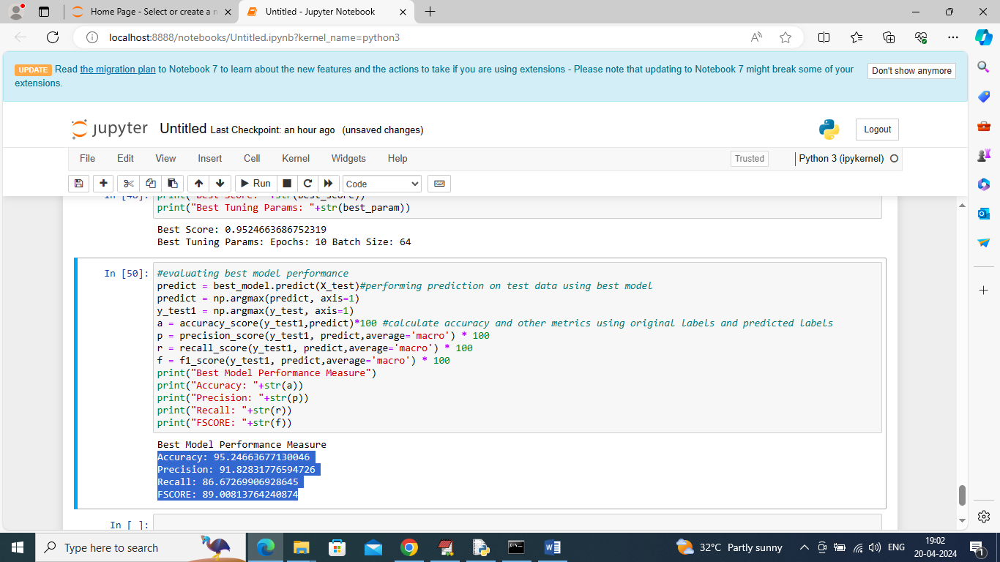 Home Page - Select or create a n
Untitled - Jupyter Notebook
localhost:8888/notebooks/Untitled.ipynb?kernel_name=python3
UPDATE Read the migration plan to Notebook 7 to learn about the new features and the actions to take if you are using extensions - Please note that updating to Notebook 7 might break some of your
extensions.
Don't show anymore
jupyter Untitled Last Checkpoint: an hour ago (unsaved changes)
Logout
File Edit View Insert Cell Kernel Widgets Help
Trusted
Python 3 (ipykernel)
Run
Code
In [48]: print("Best Score: "+str(best_score))
print("Best Tuning Params: "+str(best_param))
Best Score: 0.9524663686752319
Best Tuning Params: Epochs: 10 Batch Size: 64
In [50]: #evaluating best model performance
predict = best_model.predict(X_test)#performing prediction on test data using best model
predict = np.argmax(predict, axis=1)
y_test1 = np.argmax(y_test, axis=1)
a = accuracy_score(y_test1,predict)*100 #calculate accuracy and other metrics using original labels and predicted labels
p = precision_score(y_test1, predict,average='macro') * 100
r = recall_score(y_test1, predict,average='macro') * 100
f = f1_score(y_test1, predict,average='macro') * 100
print("Best Model Performance Measure")
print("Accuracy: "+str(a))
print("Precision: "+str(p))
print("Recall: "+str(r))
print("FSCORE: "+str(f))
Best Model Performance Measure
Accuracy: 95.24663677130046
Precision: 91.82831776594726
Recall: 86.67269906928645
FSCORE: 89.00813764240874
In [ ]:
Type here to search
32°C Partly sunny
ENG
19:02
20-04-2024
1